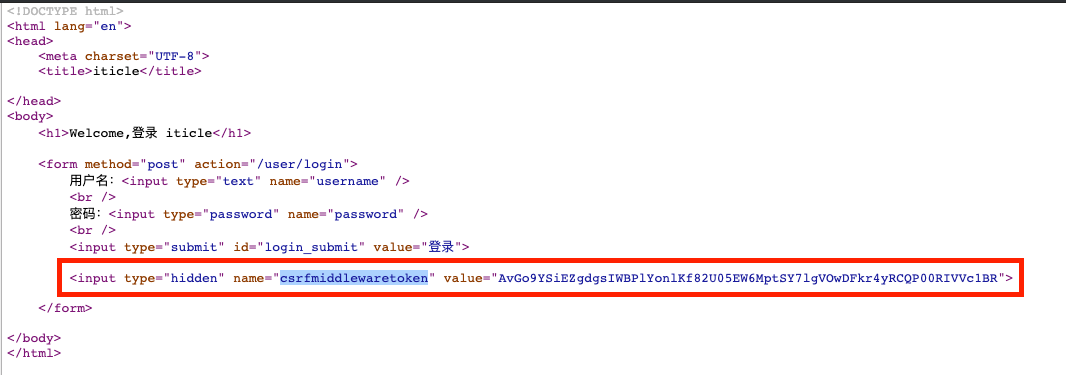 <!DOCTYPE html>
<html lang="en">
<head>
    <meta charset="UTF-8">
    <title>iticle</title>
</head>
<body>
    <h1>Welcome,登录 iticle</h1>
    <form method="post" action="/user/login">
        用户名：<input type="text" name="username" />
        <br />
        密码：<input type="password" name="password" />
        <br />
        <input type="submit" id="login_submit" value="登录">
        <input type="hidden" name="csrfmiddlewaretoken" value="AvGo9YSiEZgdgsIWBPlYonlKf82U05EW6MptSY7lgVOwDFkr4yRCQP00RIVVc1BR">
    </form>
</body>
</html>